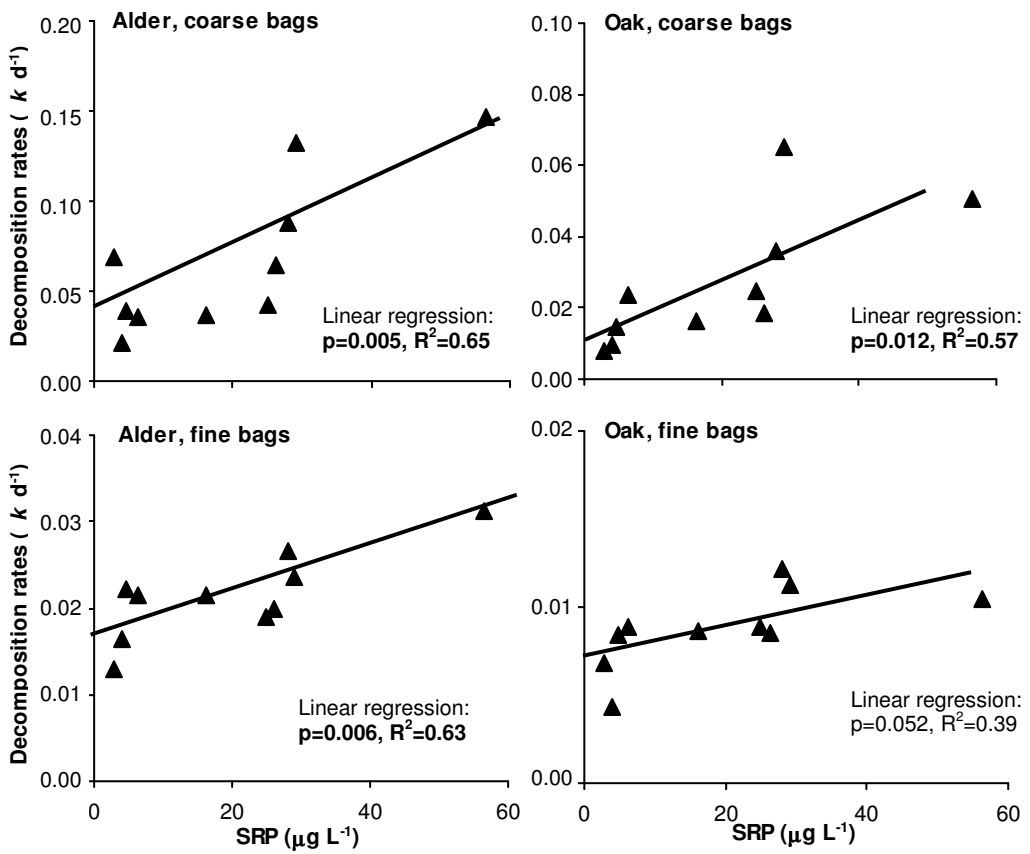 Alder, coarse bags
Decomposition rates ( k d⁻¹)
0.20
0.15
0.10
0.05
0.00
Linear regression:
p=0.005, R²=0.65
Oak, coarse bags
0.10
0.08
0.06
0.04
0.02
0.00
Linear regression:
p=0.012, R²=0.57
Alder, fine bags
Decomposition rates ( k d⁻¹)
0.04
0.03
0.02
0.01
0.00
Linear regression:
p=0.006, R²=0.63
0 20 40 60
SRP (µg L⁻¹)
Oak, fine bags
0.02
0.01
0.00
Linear regression:
p=0.052, R²=0.39
0 20 40 60
SRP (µg L⁻¹)